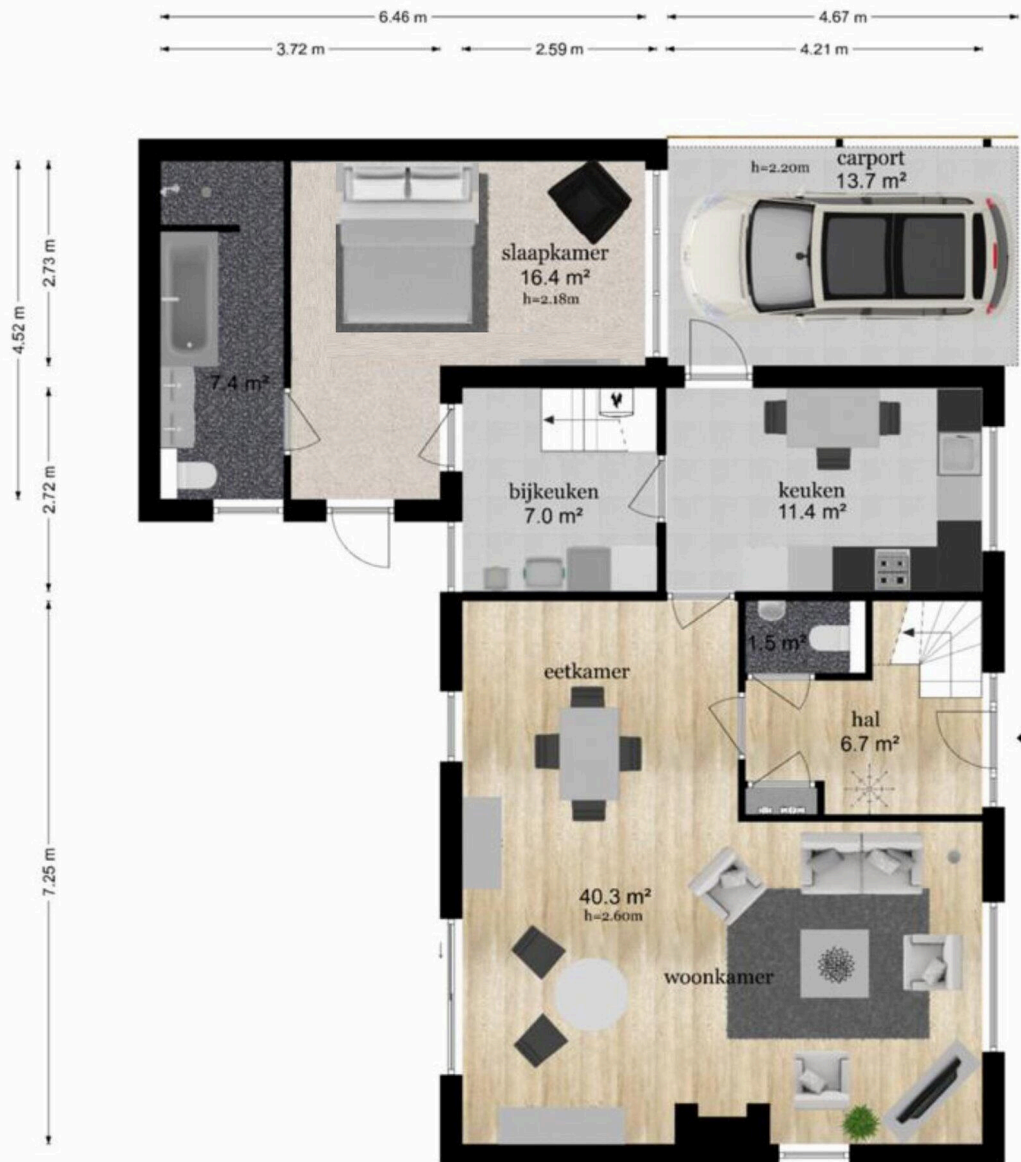 6.46 m
4.67 m
3.72 m
2.59 m
4.21 m
carport
h=2.20m
13.7 m²
4.52 m
2.73 m
slaapkamer
16.4 m²
h=2.18m
7.4 m²
2.72 m
bijkeuken
7.0 m²
keuken
11.4 m²
eetkamer
1.5 m²
hal
6.7 m²
7.25 m
40.3 m²
h=2.60m
woonkamer